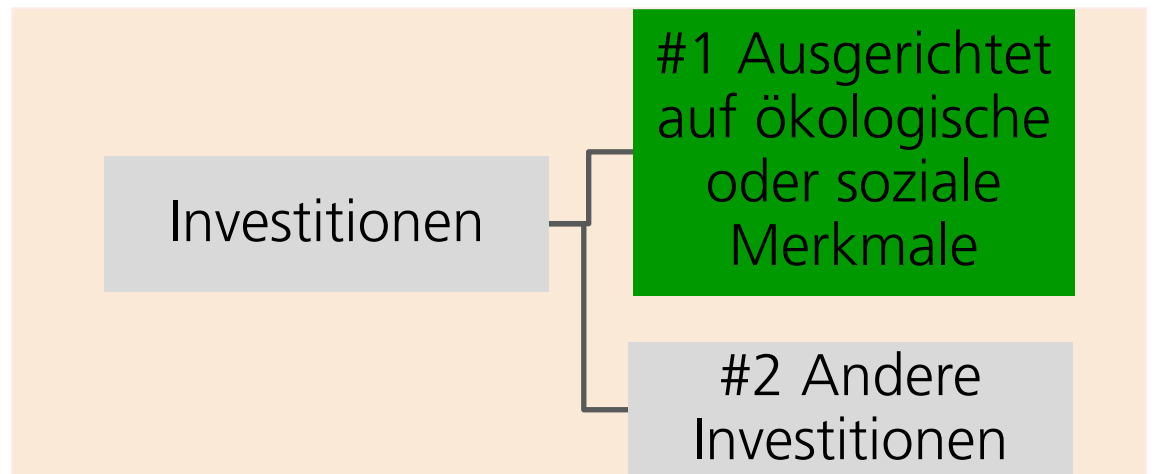 #1 Ausgerichtet
auf ökologische
oder soziale
Merkmale
Investitionen
#2 Andere
Investitionen